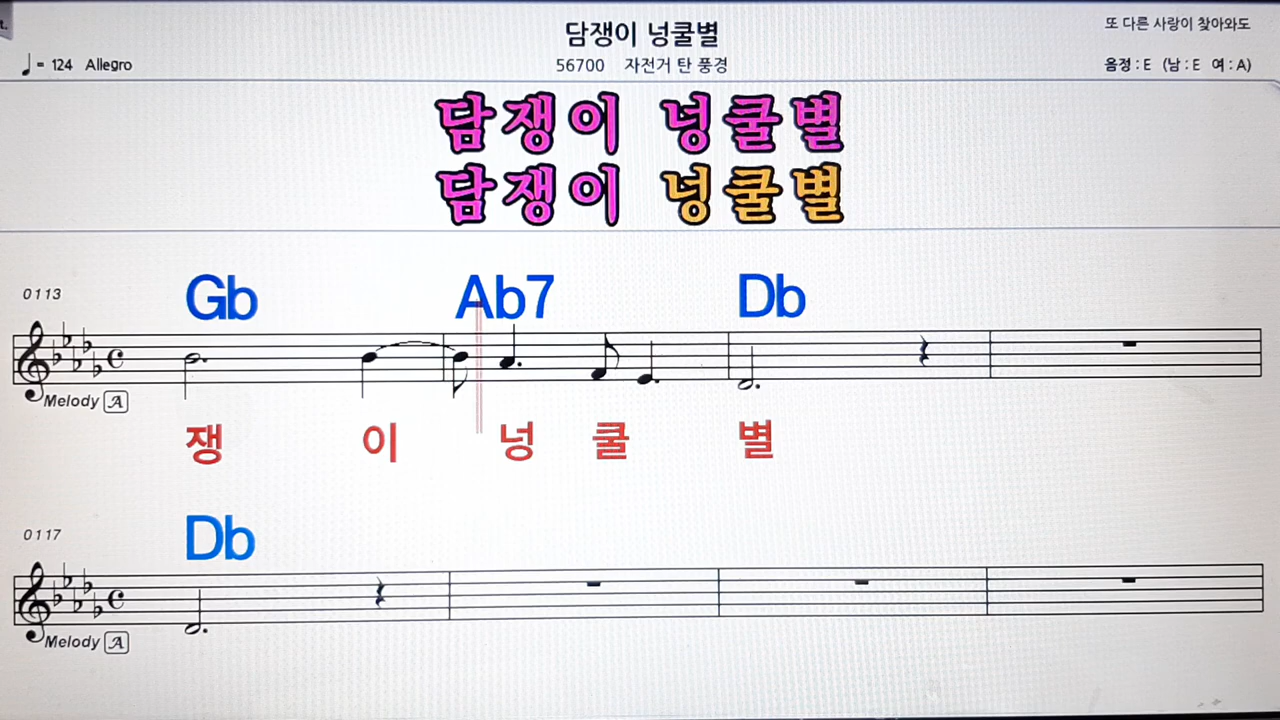 담쟁이 넝쿨별
또 다른 사랑이 찾아와도
♩ = 124 Allegro
56700 자전거 탄 풍경
음정 : E (남 : E 여 : A)
담쟁이 넝쿨별
담쟁이 넝쿨별
0113 Gb Ab7 Db
Melody A
쟁 이 넝 쿨 별
0117 Db
Melody A